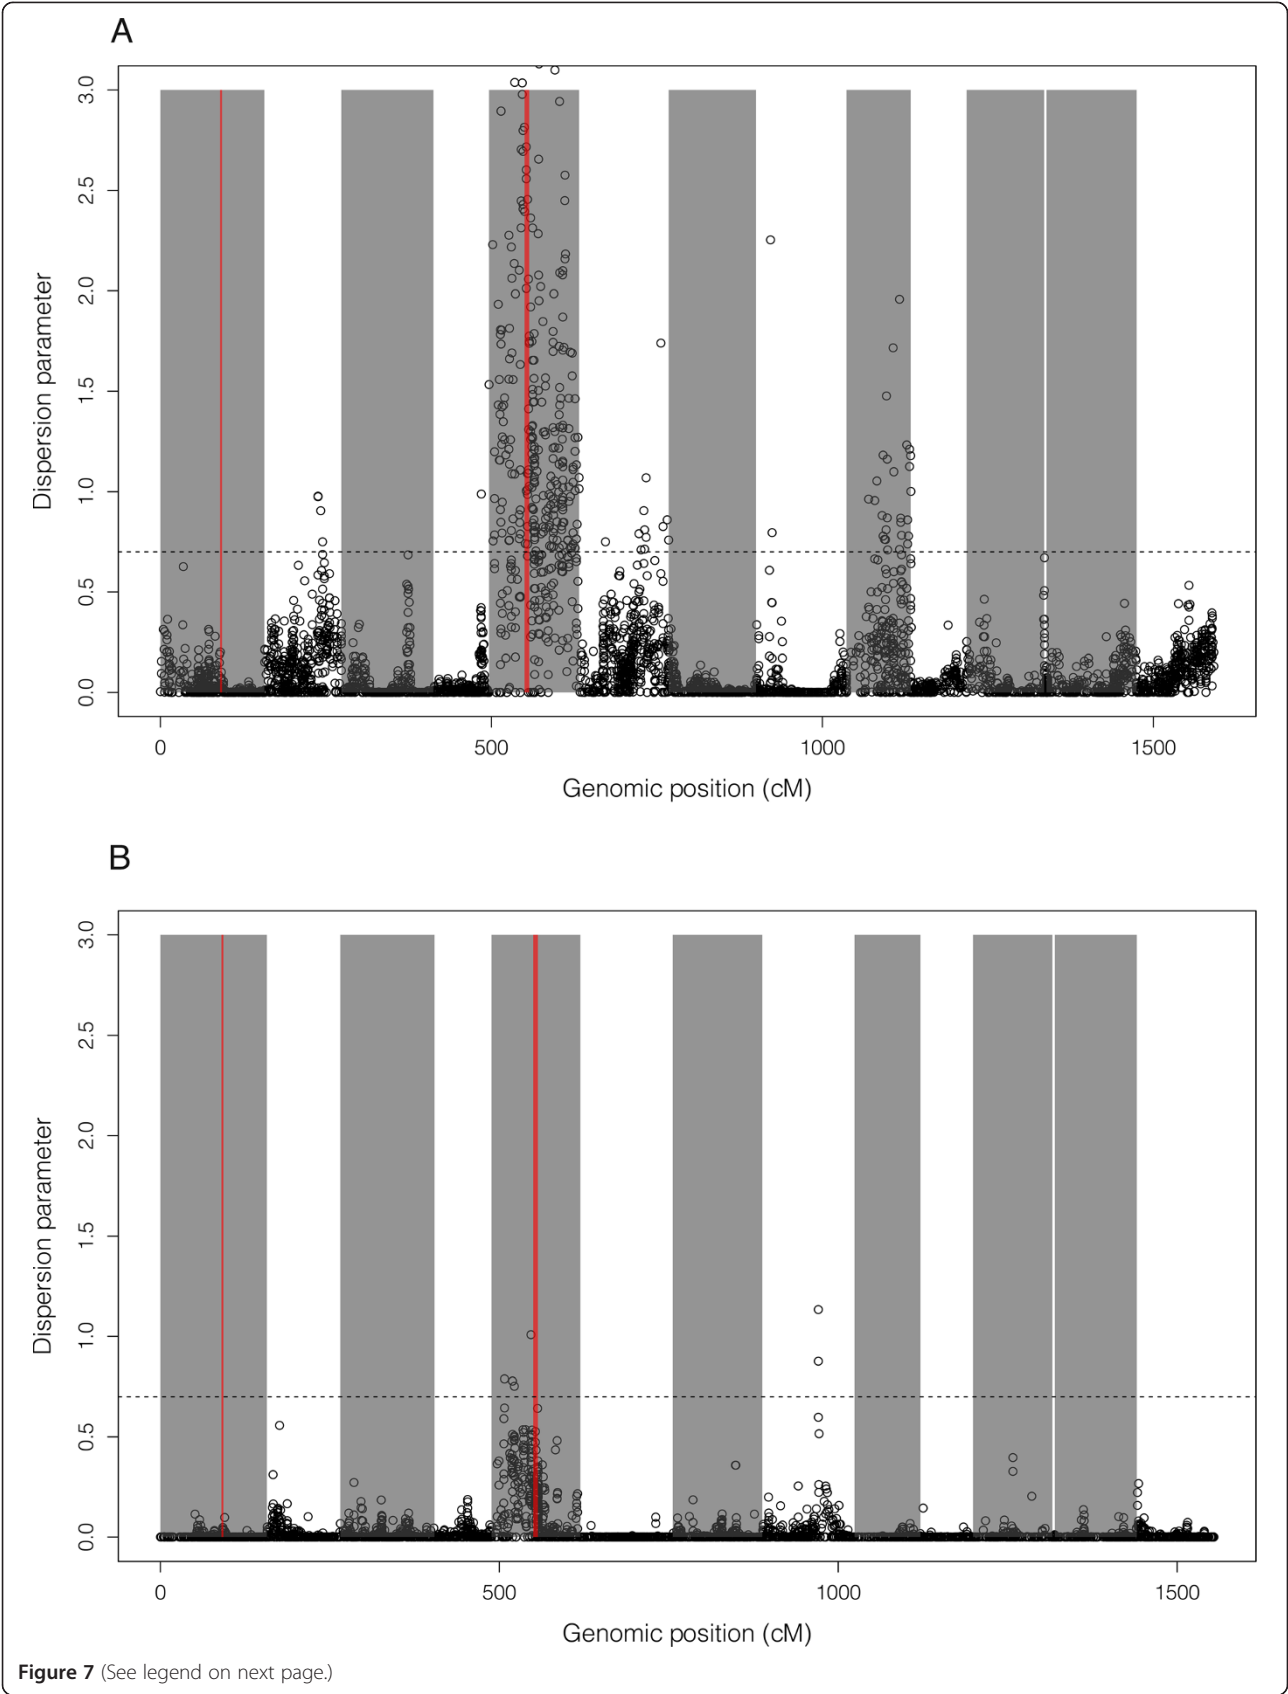 A
3.0
2.5
2.0
1.5
1.0
0.5
0.0
Dispersion parameter
0 500 1000 1500
Genomic position (cM)
B
3.0
2.5
2.0
1.5
1.0
0.5
0.0
Dispersion parameter
0 500 1000 1500
Genomic position (cM)
Figure 7 (See legend on next page.)